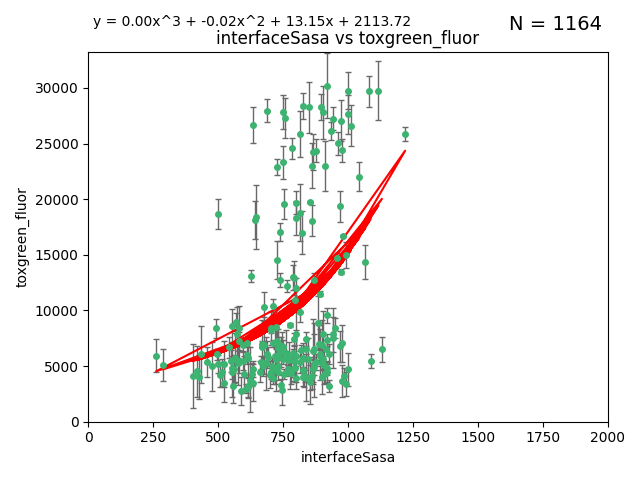 y = 0.00x^3 + -0.02x^2 + 13.15x + 2113.72
N = 1164
interfaceSasa vs toxgreen_fluor
30000
25000
20000
15000
10000
5000
0
toxgreen_fluor
0 250 500 750 1000 1250 1500 1750 2000
interfaceSasa